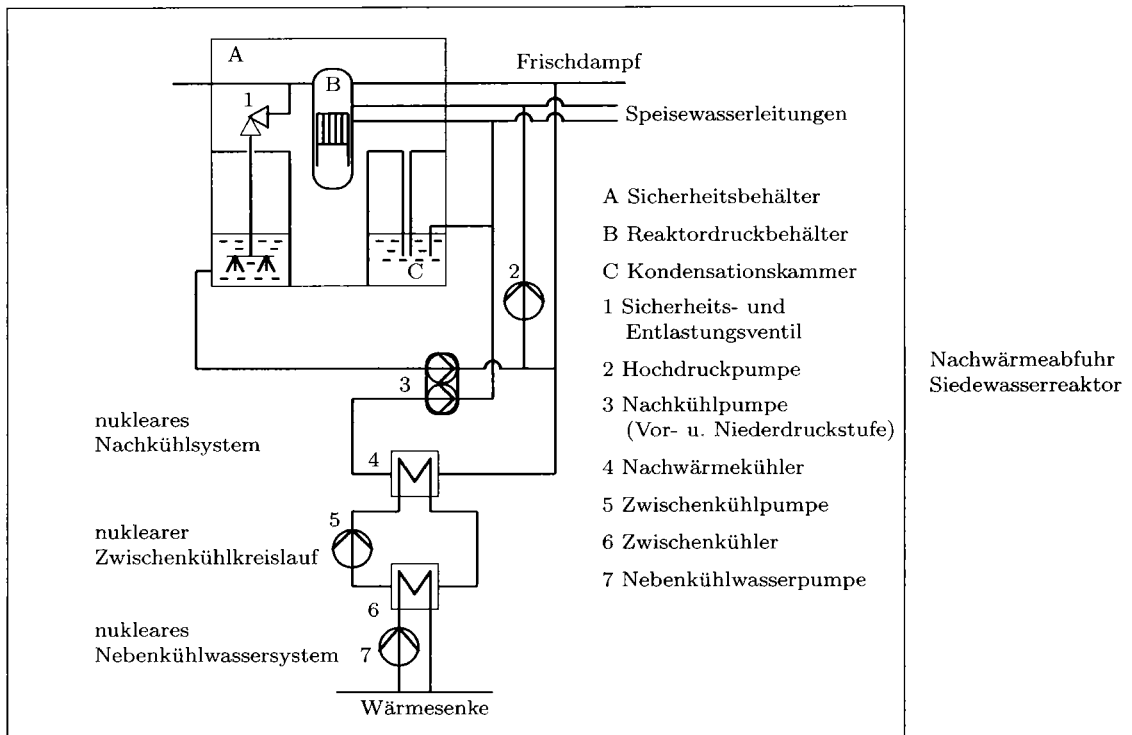 A
B
1
Frischdampf
Speisewasserleitungen
C
2
3
4
5
6
7
nukleares
Nachkühlsystem
nuklearer
Zwischenkühlkreislauf
nukleares
Nebenkühlwassersystem
Wärmesenke
A Sicherheitsbehälter
B Reaktordruckbehälter
C Kondensationskammer
1 Sicherheits- und
Entlastungsventil
2 Hochdruckpumpe
3 Nachkühlpumpe
(Vor- u. Niederdruckstufe)
4 Nachwärmekühler
5 Zwischenkühlpumpe
6 Zwischenkühler
7 Nebenkühlwasserpumpe
Nachwärmeabfuhr
Siedewasserreaktor